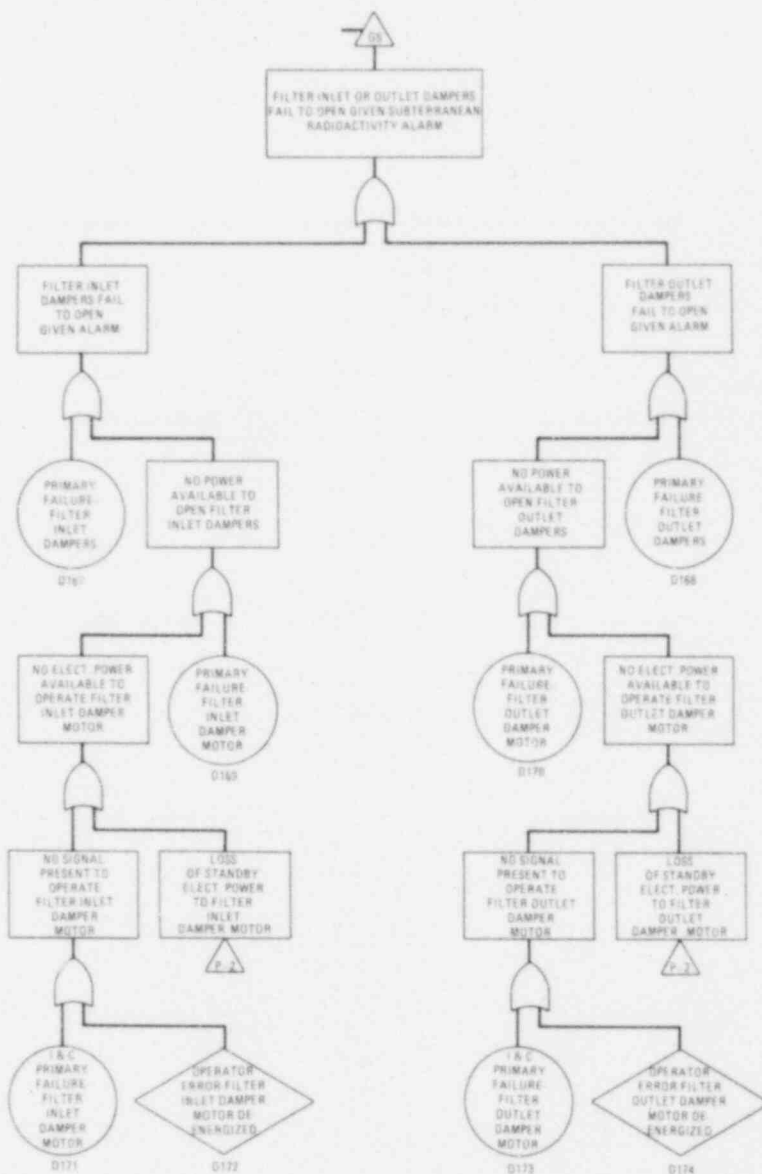 G5
FILTER INLET OR OUTLET DAMPERS
FAIL TO OPEN GIVEN SUBTERRANEAN
RADIOACTIVITY ALARM
FILTER INLET
DAMPERS FAIL
TO OPEN
GIVEN ALARM
FILTER OUTLET
DAMPERS
FAIL TO OPEN
GIVEN ALARM
PRIMARY
FAILURE-
FILTER
INLET
DAMPERS
D167
NO POWER
AVAILABLE TO
OPEN FILTER
INLET DAMPERS
NO POWER
AVAILABLE TO
OPEN FILTER
OUTLET
DAMPERS
PRIMARY
FAILURE
FILTER
OUTLET
DAMPERS
D168
NO ELECT. POWER
AVAILABLE TO
OPERATE FILTER
INLET DAMPER
MOTOR
PRIMARY
FAILURE-
FILTER
INLET
DAMPER
MOTOR
D169
PRIMARY
FAILURE-
FILTER
OUTLET
DAMPER
MOTOR
D170
NO ELECT. POWER
AVAILABLE TO
OPERATE FILTER
OUTLET DAMPER
MOTOR
NO SIGNAL
PRESENT TO
OPERATE
FILTER INLET
DAMPER
MOTOR
LOSS
OF STANDBY
ELECT. POWER
TO FILTER
INLET
DAMPER MOTOR
P-2
NO SIGNAL
PRESENT TO
OPERATE
FILTER OUTLET
DAMPER
MOTOR
LOSS
OF STANDBY
ELECT. POWER
TO FILTER
OUTLET
DAMPER MOTOR
P-2
I & C
PRIMARY
FAILURE-
FILTER
INLET
DAMPER
MOTOR
D171
OPERATOR
ERROR FILTER
INLET DAMPER
MOTOR DE-
ENERGIZED
D172
I & C
PRIMARY
FAILURE-
FILTER
OUTLET
DAMPER
MOTOR
D173
OPERATOR
ERROR FILTER
OUTLET DAMPER
MOTOR DE
ENERGIZED
D174